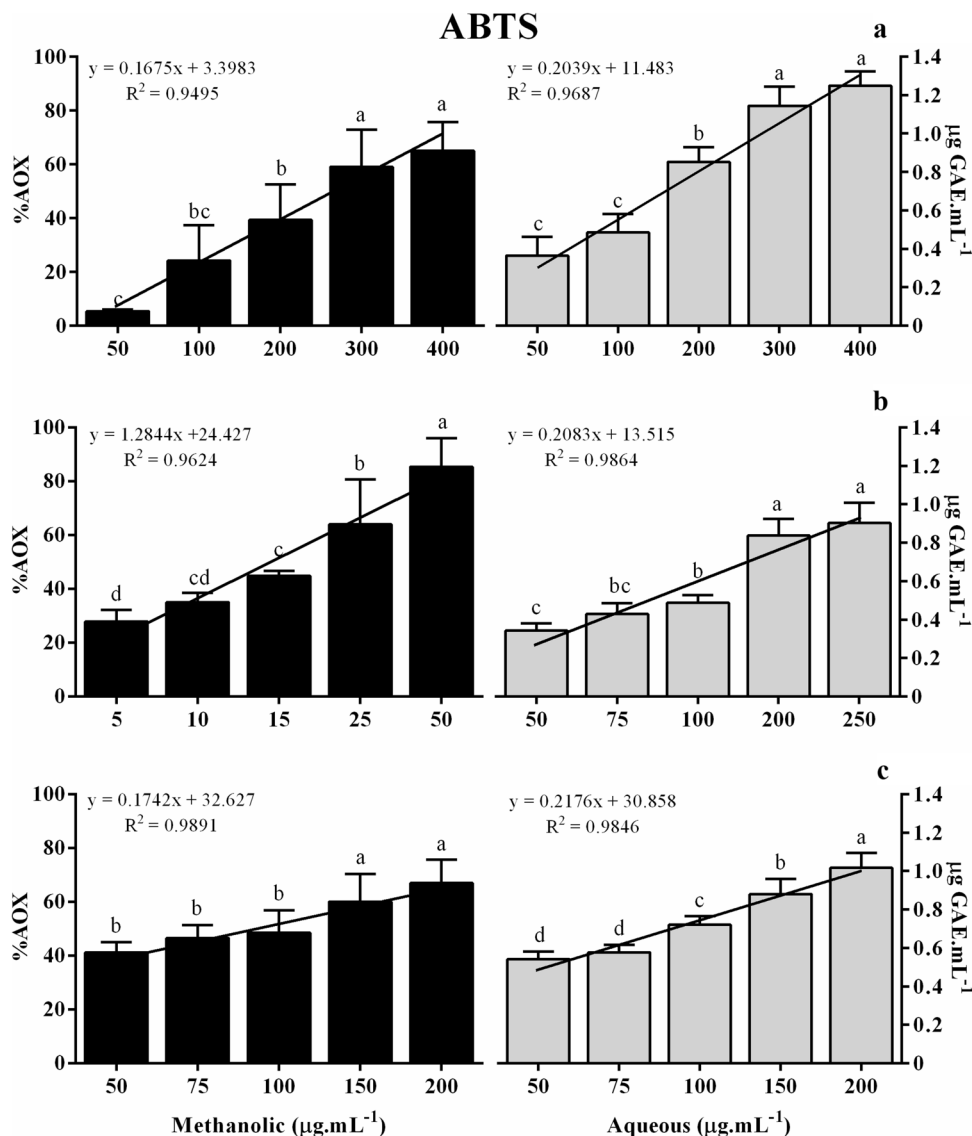 ABTS
a
y = 0.1675x + 3.3983
R² = 0.9495
%AOX
100
80
60
40
20
0
c
bc
b
a
a
50 100 200 300 400
y = 0.2039x + 11.483
R² = 0.9687
c
c
b
a
a
50 100 200 300 400
1.4
1.2
1.0
0.8
0.6
0.4
0.2
0
µg GAE.mL⁻¹
b
y = 1.2844x +24.427
R² = 0.9624
%AOX
100
80
60
40
20
0
d
cd
c
b
a
5 10 15 25 50
y = 0.2083x + 13.515
R² = 0.9864
c
bc
b
a
a
50 75 100 200 250
1.4
1.2
1.0
0.8
0.6
0.4
0.2
0
µg GAE.mL⁻¹
c
y = 0.1742x + 32.627
R² = 0.9891
%AOX
100
80
60
40
20
0
b
b
b
a
a
50 75 100 150 200
Methanolic (µg.mL⁻¹)
y = 0.2176x + 30.858
R² = 0.9846
d
d
c
b
a
50 75 100 150 200
Aqueous (µg.mL⁻¹)
1.4
1.2
1.0
0.8
0.6
0.4
0.2
0
µg GAE.mL⁻¹